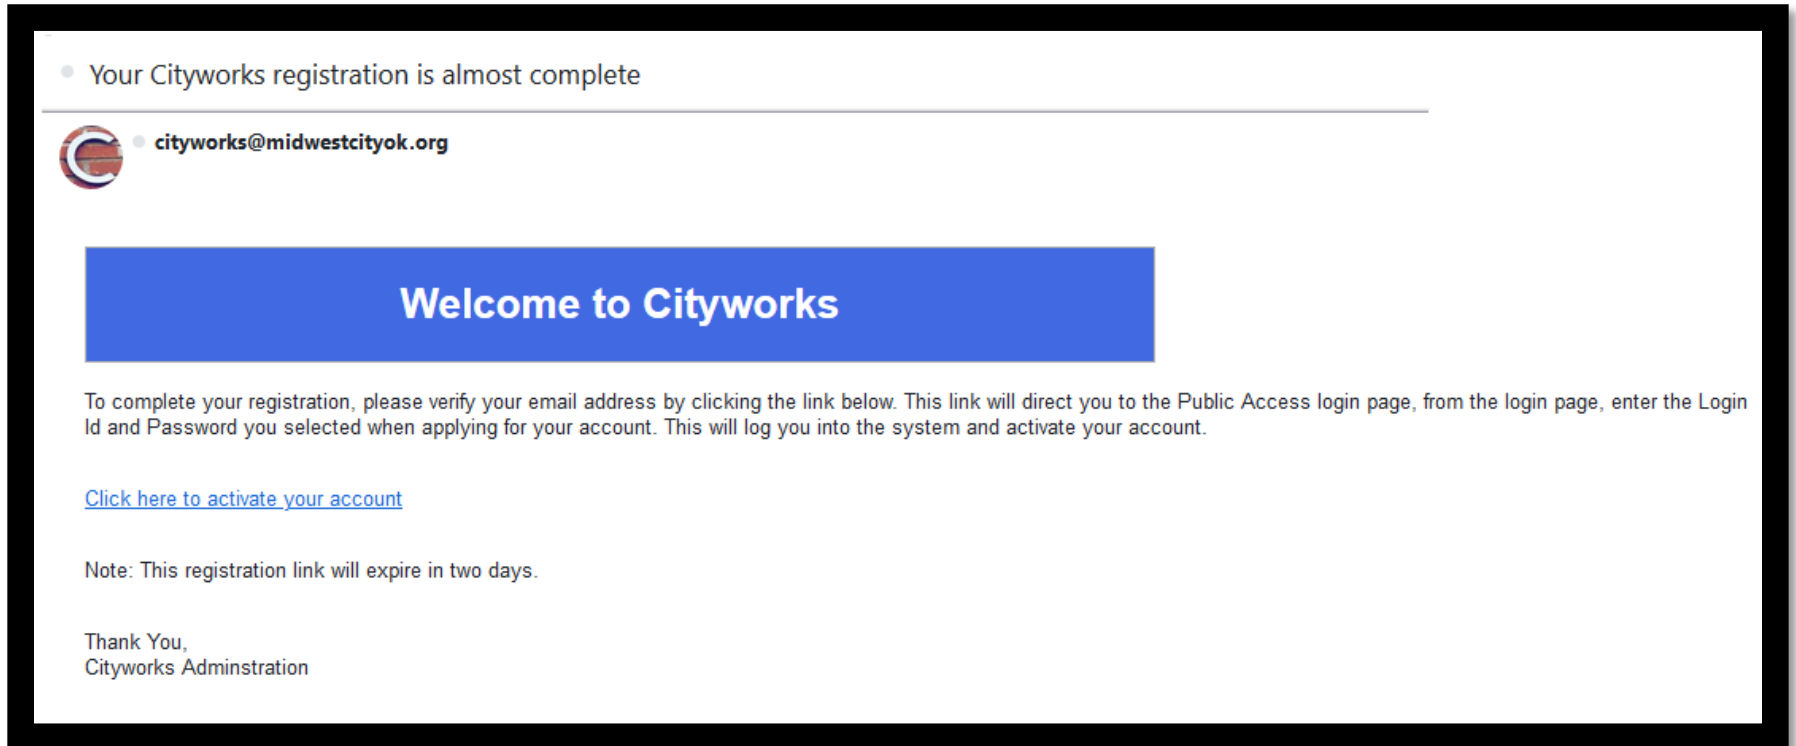 Your Cityworks registration is almost complete
cityworks@midwestcityok.org
Welcome to Cityworks
To complete your registration, please verify your email address by clicking the link below. This link will direct you to the Public Access login page, from the login page, enter the Login
Id and Password you selected when applying for your account. This will log you into the system and activate your account.
Click here to activate your account
Note: This registration link will expire in two days.
Thank You,
Cityworks Adminstration